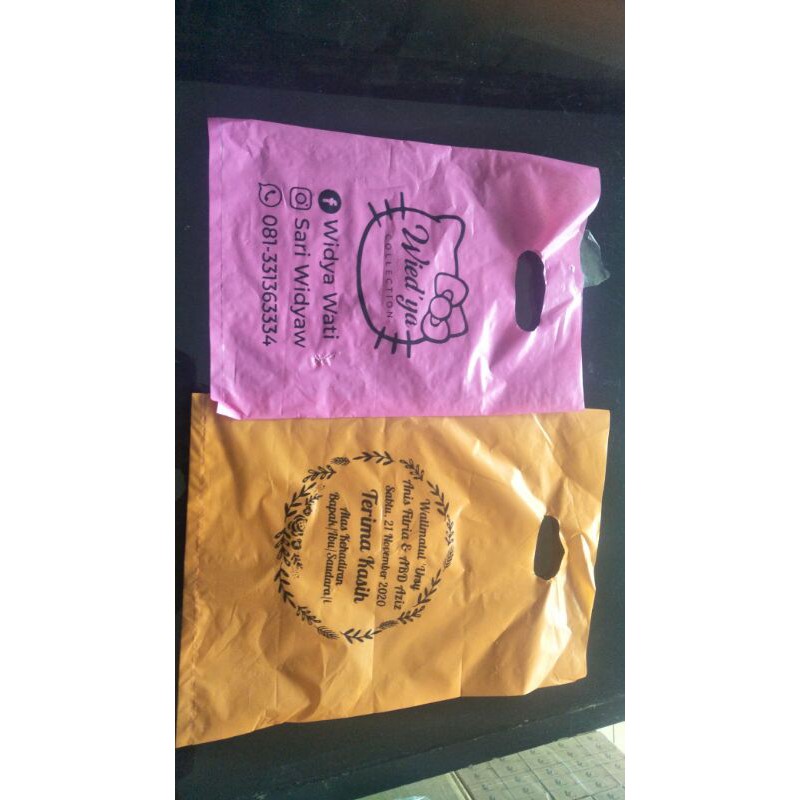 Wied'ya
COLLECTION
Widya Wati
Sari Widyaw
081-331363334
Walimatul 'Ursy
Anis Fitria & ABD Aziz
Sabtu, 21 November 2020
Terima Kasih
Atas Kehadiran
Bapak/Ibu/Saudara/i